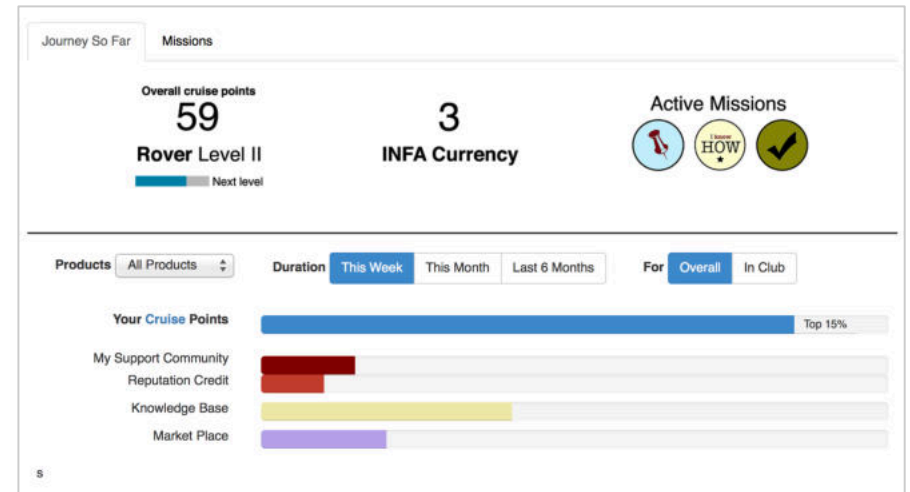 Journey So Far Missions
Overall cruise points
59
3
Active Missions
Rover Level II
INFA Currency
I know
HOW
Next level
Products All Products Duration This Week This Month Last 6 Months For Overall In Club
Your Cruise Points Top 15%
My Support Community
Reputation Credit
Knowledge Base
Market Place
s